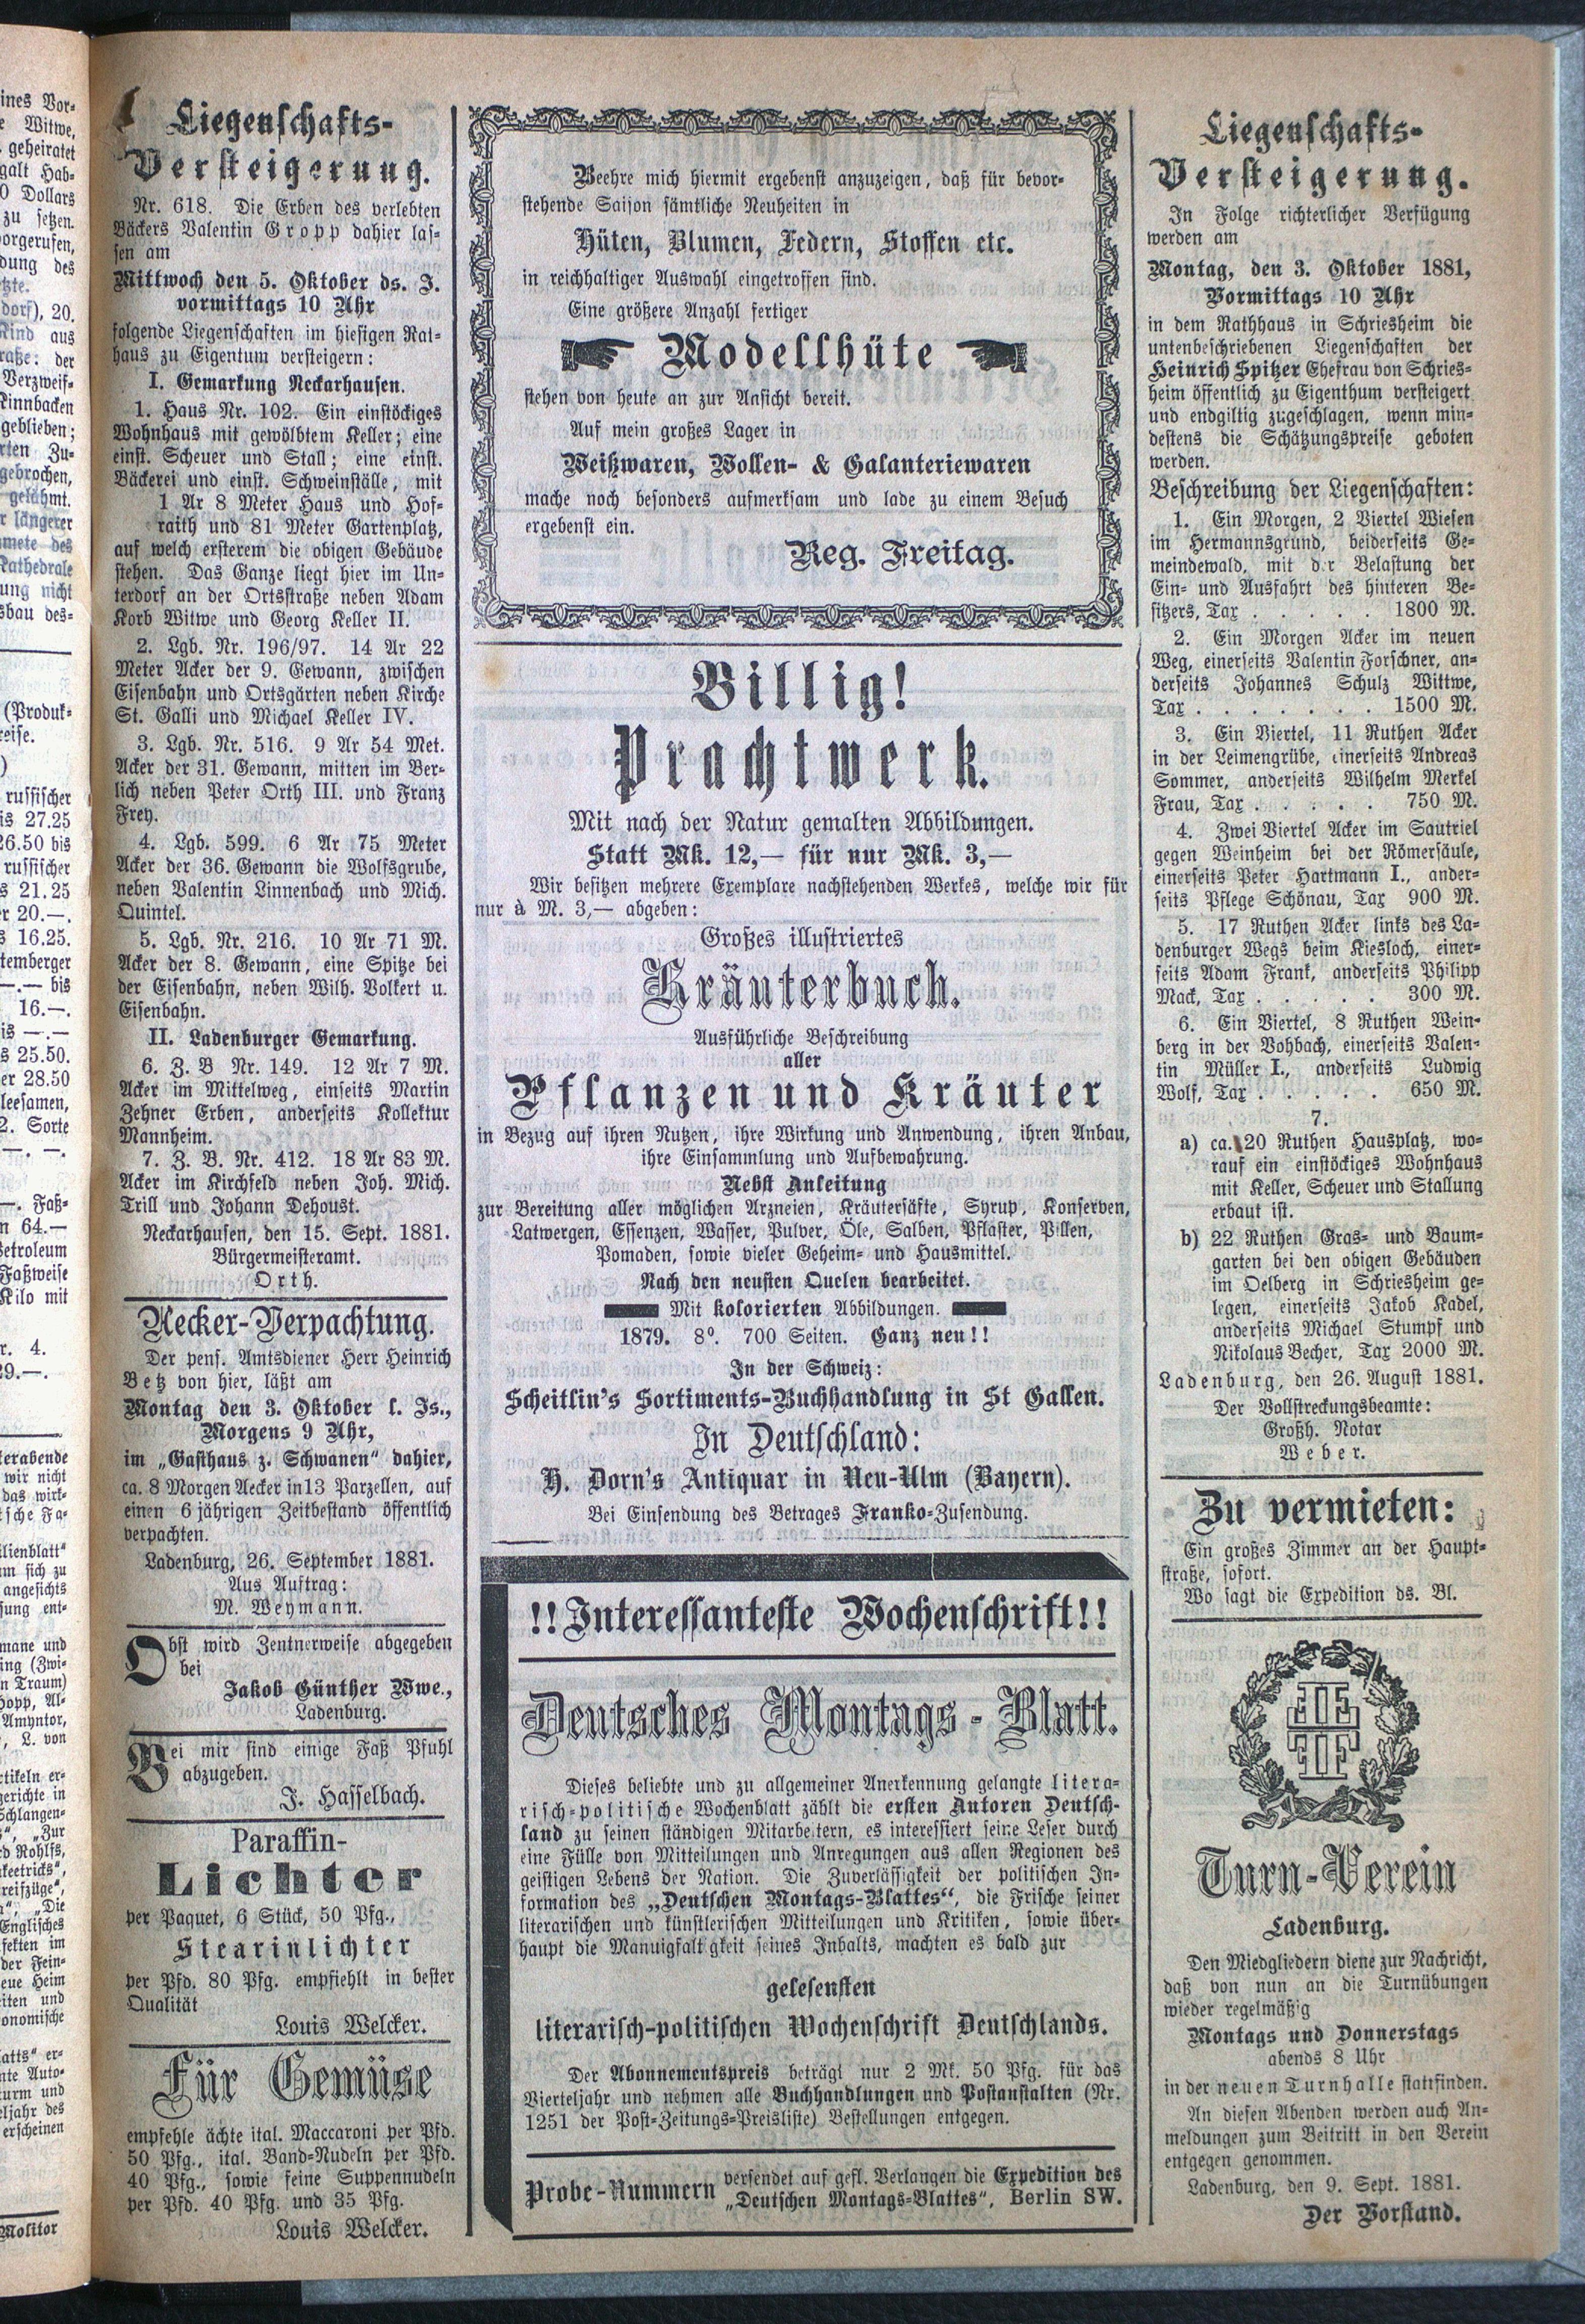 Liegenschafts-
Versteigerung.
Nr. 618. Die Erben des verlebten
Bäckers Valentin Gropp dahier las-
sen am
Mittwoch den 5. Oktober ds. J.
vormittags 10 Uhr
folgende Liegenschaften im hiesigen Rat-
haus zu Eigentum versteigern:
I. Gemarkung Neckarhausen.
1. Haus Nr. 102. Ein einstöckiges
Wohnhaus mit gewölbtem Keller; eine
einst. Scheuer und Stall; eine einst.
Bäckerei und einst. Schweinställe, mit
1 Ar 8 Meter Haus und Hof-
raith und 81 Meter Gartenplatz,
auf welch ersterem die obigen Gebäude
stehen. Das Ganze liegt hier im Un-
terdorf an der Ortsstraße neben Adam
Korb Witwe und Georg Keller II.
2. Lgb. Nr. 196/97. 14 Ar 22
Meter Acker der 9. Gewann, zwischen
Eisenbahn und Ortsgärten neben Kirche
St. Galli und Michael Keller IV.
3. Lgb. Nr. 516. 9 Ar 54 Met.
Acker der 31. Gewann, mitten im Ber-
lich neben Peter Orth III. und Franz
Frey.
4. Lgb. 599. 6 Ar 75 Meter
Acker der 36. Gewann die Wolfsgrube,
neben Valentin Linnenbach und Mich.
Quintel.
5. Lgb. Nr. 216. 10 Ar 71 M.
Acker der 8. Gewann, eine Spitze bei
der Eisenbahn, neben Wilh. Volkert u.
Eisenbahn.
II. Ladenburger Gemarkung.
6. Z. B Nr. 149. 12 Ar 7 M.
Acker im Mittelweg, einseits Martin
Zehner Erben, anderseits Kollektur
Mannheim.
7. Z. B. Nr. 412. 18 Ar 83 M.
Acker im Kirchfeld neben Joh. Mich.
Trill und Johann Dehoust.
Neckarhausen, den 15. Sept. 1881.
Bürgermeisteramt.
Orth.
Aecker-Verpachtung.
Der pens. Amtsdiener Herr Heinrich
Betz von hier, läßt am
Montag den 3. Oktober l. Js.,
Morgens 9 Uhr,
im „Gasthaus z. Schwanen“ dahier,
ca. 8 Morgen Aecker in 13 Parzellen, auf
einen 6 jährigen Zeitbestand öffentlich
verpachten.
Ladenburg, 26. September 1881.
Aus Auftrag:
M. Weymann.
Obst wird Zentnerweise abgegeben
bei
Jakob Günther Wwe.,
Ladenburg.
Bei mir sind einige Faß Pfuhl
abzugeben.
J. Hasselbach.
Paraffin-
Lichter
per Paquet, 6 Stück, 50 Pfg.,
Stearinlichter
per Pfd. 80 Pfg. empfiehlt in bester
Qualität
Louis Welcker.
Für Gemüse
empfehle ächte ital. Maccaroni per Pfd.
50 Pfg., ital. Band-Nudeln per Pfd.
40 Pfg., sowie feine Suppennudeln
per Pfd. 40 Pfg. und 35 Pfg.
Louis Welcker.
Beehre mich hiermit ergebenst anzuzeigen, daß für bevor-
stehende Saison sämtliche Neuheiten in
Hüten, Blumen, Federn, Stoffen etc.
in reichhaltiger Auswahl eingetroffen sind.
Eine größere Anzahl fertiger
Modellhüte
stehen von heute an zur Ansicht bereit.
Auf mein großes Lager in
Weißwaren, Wollen- & Galanteriewaren
mache noch besonders aufmerksam und lade zu einem Besuch
ergebenst ein.
Reg. Freitag.
Billig!
Prachtwerk.
Mit nach der Natur gemalten Abbildungen.
Statt Mk. 12,— für nur Mk. 3,—
Wir besitzen mehrere Exemplare nachstehenden Werkes, welche wir für
nur à M. 3,— abgeben:
Großes illustriertes
Kräuterbuch.
Ausführliche Beschreibung
aller
Pflanzen und Kräuter
in Bezug auf ihren Nutzen, ihre Wirkung und Anwendung, ihren Anbau,
ihre Einsammlung und Aufbewahrung.
Nebst Anleitung
zur Bereitung aller möglichen Arzneien, Kräutersäfte, Syrup, Konserven,
Latwergen, Essenzen, Wasser, Pulver, Öle, Salben, Pflaster, Pillen,
Pomaden, sowie vieler Geheim- und Hausmittel.
Nach den neusten Quelen bearbeitet.
Mit kolorierten Abbildungen.
1879. 8⁰. 700 Seiten. Ganz neu!!
In der Schweiz:
Scheitlin's Sortiments-Buchhandlung in St Gallen.
In Deutschland:
H. Dorn's Antiquar in Neu-Ulm (Bayern).
Bei Einsendung des Betrages Franko-Zusendung.
!!Interessanteste Wochenschrift!!
Deutsches Montags-Blatt.
Dieses beliebte und zu allgemeiner Anerkennung gelangte litera-
risch-politische Wochenblatt zählt die ersten Autoren Deutsch-
land zu seinen ständigen Mitarbeitern, es interessiert seine Leser durch
eine Fülle von Mitteilungen und Anregungen aus allen Regionen des
geistigen Lebens der Nation. Die Zuverlässigkeit der politischen In-
formation des „Deutschen Montags-Blattes“, die Frische seiner
literarischen und künstlerischen Mitteilungen und Kritiken, sowie über-
haupt die Manuigfalt gkeit seines Inhalts, machten es bald zur
gelesensten
literarisch-politischen Wochenschrift Deutschlands.
Der Abonnementspreis beträgt nur 2 Mk. 50 Pfg. für das
Vierteljahr und nehmen alle Buchhandlungen und Postanstalten (Nr.
1251 der Post-Zeitungs-Preisliste) Bestellungen entgegen.
Probe-Nummern versendet auf gefl. Verlangen die Expedition des
„Deutschen Montags-Blattes“, Berlin SW.
Liegenschafts-
Versteigerung.
In Folge richterlicher Verfügung
werden am
Montag, den 3. Oktober 1881,
Vormittags 10 Uhr
in dem Rathhaus in Schriesheim die
untenbeschriebenen Liegenschaften der
Heinrich Spitzer Ehefrau von Schries-
heim öffentlich zu Eigenthum versteigert
und endgiltig zugeschlagen, wenn min-
destens die Schätzungspreise geboten
werden.
Beschreibung der Liegenschaften:
1. Ein Morgen, 2 Viertel Wiesen
im Hermannsgrund, beiderseits Ge-
meindewald, mit d r Belastung der
Ein- und Ausfahrt des hinteren Be-
sitzers, Tax . . . . . 1800 M.
2. Ein Morgen Acker im neuen
Weg, einerseits Valentin Forschner, an-
derseits Johannes Schulz Wittwe,
Tax . . . . . . . 1500 M.
3. Ein Viertel, 11 Ruthen Acker
in der Leimengrübe, einerseits Andreas
Sommer, anderseits Wilhelm Merkel
Frau, Tax . . . . . 750 M.
4. Zwei Viertel Acker im Sautriel
gegen Weinheim bei der Römersäule,
einerseits Peter Hartmann I., ander-
seits Pflege Schönau, Tax 900 M.
5. 17 Ruthen Acker links des La-
denburger Wegs beim Kiesloch, einer-
seits Adam Frank, anderseits Philipp
Mack, Tax . . . . . 300 M.
6. Ein Viertel, 8 Ruthen Wein-
berg in der Vohbach, einerseits Valen-
tin Müller I., anderseits Ludwig
Wolf, Tax . . . . . 650 M.
7.
a) ca. 20 Ruthen Hausplatz, wo-
rauf ein einstöckiges Wohnhaus
mit Keller, Scheuer und Stallung
erbaut ist.
b) 22 Ruthen Gras- und Baum-
garten bei den obigen Gebäuden
im Oelberg in Schriesheim ge-
legen, einerseits Jakob Kadel,
anderseits Michael Stumpf und
Nikolaus Becher, Tax 2000 M.
Ladenburg, den 26. August 1881.
Der Vollstreckungsbeamte:
Großh. Notar
Weber.
Zu vermieten:
Ein großes Zimmer an der Haupt-
straße, sofort.
Wo sagt die Expedition ds. Bl.
Turn-Verein
Ladenburg.
Den Miedgliedern diene zur Nachricht,
daß von nun an die Turnübungen
wieder regelmäßig
Montags und Donnerstags
abends 8 Uhr
in der neuen Turnhalle stattfinden.
An diesen Abenden werden auch An-
meldungen zum Beitritt in den Verein
entgegen genommen.
Ladenburg, den 9. Sept. 1881.
Der Vorstand.